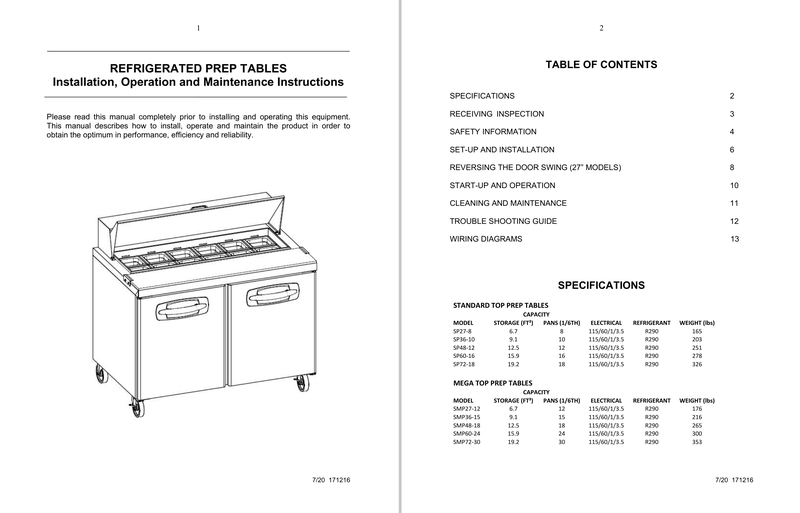 1
REFRIGERATED PREP TABLES
Installation, Operation and Maintenance Instructions
Please read this manual completely prior to installing and operating this equipment.
This manual describes how to install, operate and maintain the product in order to
obtain the optimum in performance, efficiency and reliability.
7/20 171216
2
TABLE OF CONTENTS
SPECIFICATIONS 2
RECEIVING INSPECTION 3
SAFETY INFORMATION 4
SET-UP AND INSTALLATION 6
REVERSING THE DOOR SWING (27" MODELS) 8
START-UP AND OPERATION 10
CLEANING AND MAINTENANCE 11
TROUBLE SHOOTING GUIDE 12
WIRING DIAGRAMS 13
SPECIFICATIONS
STANDARD TOP PREP TABLES
CAPACITY
MODEL STORAGE (FT³) PANS (1/6TH) ELECTRICAL REFRIGERANT WEIGHT (lbs)
SP27-8 6.7 8 115/60/1/3.5 R290 165
SP36-10 9.1 10 115/60/1/3.5 R290 203
SP48-12 12.5 12 115/60/1/3.5 R290 251
SP60-16 15.9 16 115/60/1/3.5 R290 278
SP72-18 19.2 18 115/60/1/3.5 R290 326
MEGA TOP PREP TABLES
CAPACITY
MODEL STORAGE (FT³) PANS (1/6TH) ELECTRICAL REFRIGERANT WEIGHT (lbs)
SMP27-12 6.7 12 115/60/1/3.5 R290 176
SMP36-15 9.1 15 115/60/1/3.5 R290 216
SMP48-18 12.5 18 115/60/1/3.5 R290 265
SMP60-24 15.9 24 115/60/1/3.5 R290 300
SMP72-30 19.2 30 115/60/1/3.5 R290 353
7/20 171216